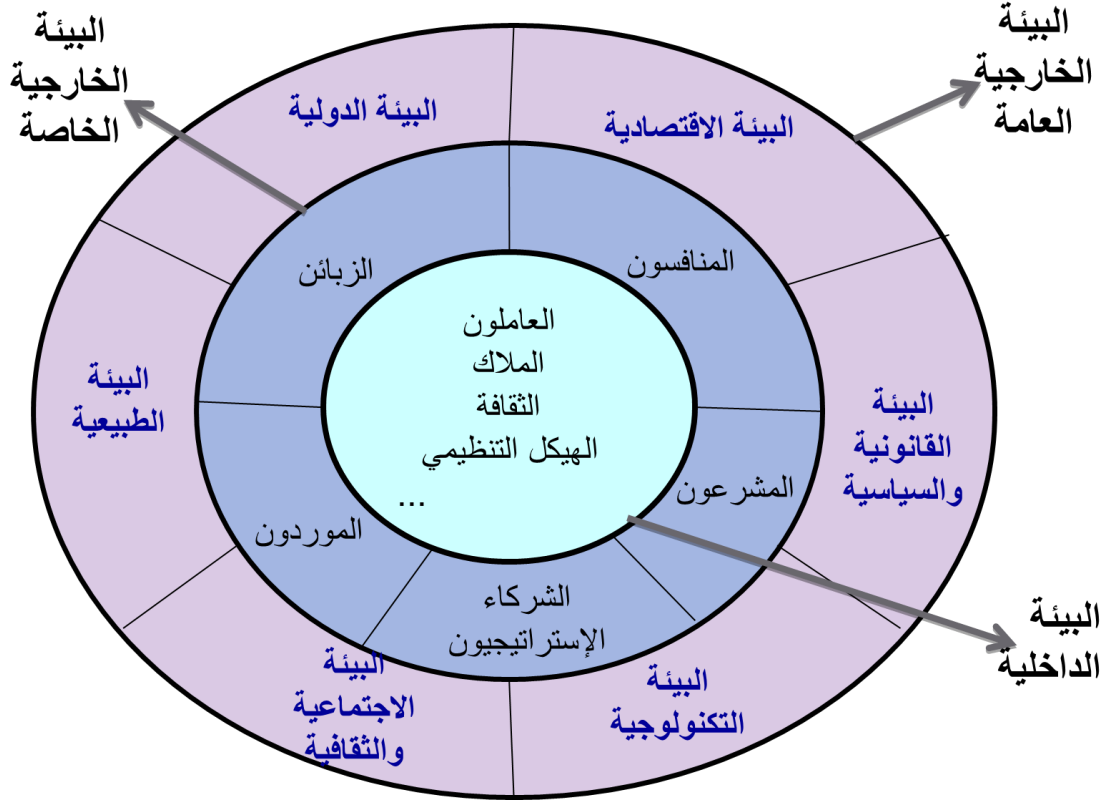 البيئة
الخارجية
العامة
البيئة
الخارجية
الخاصة
البيئة الاقتصادية
البيئة الدولية
المنافسون
الزبائن
العاملون
الملاك
الثقافة
الهيكل التنظيمي
...
البيئة
القانونية
والسياسية
البيئة
الطبيعية
المشرعون
الموردون
الشركاء
الإستراتيجيون
البيئة
الداخلية
البيئة
التكنولوجية
البيئة
الاجتماعية
والثقافية